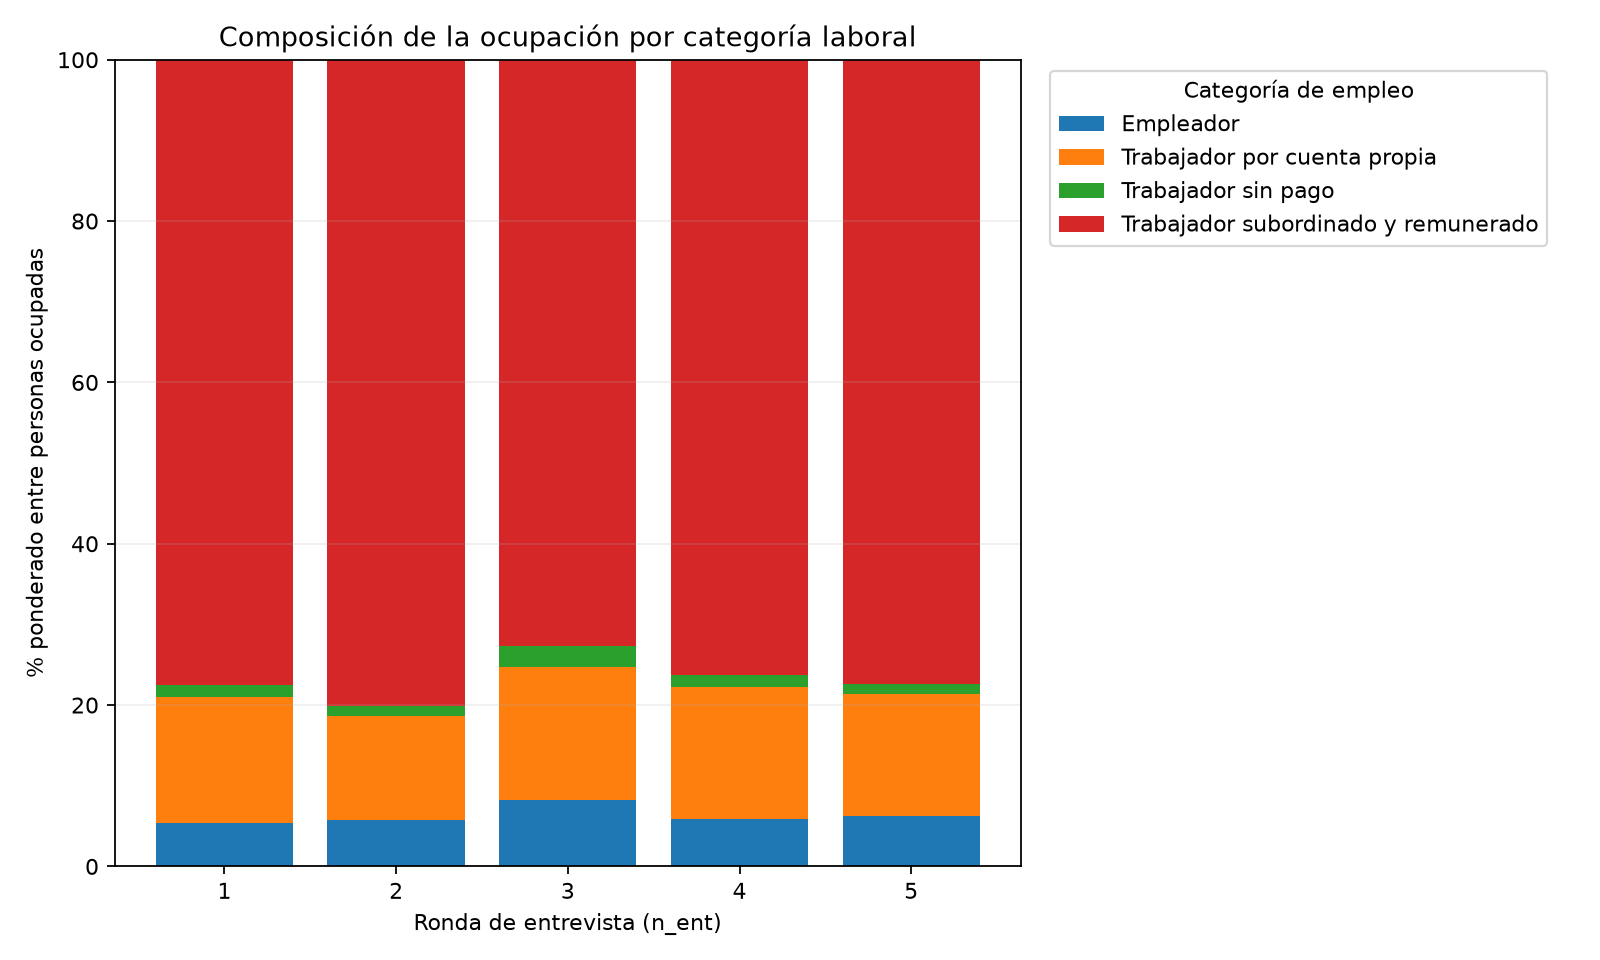 Composición de la ocupación por categoría laboral
100
80
60
40
20
0
% ponderado entre personas ocupadas
1 2 3 4 5
Ronda de entrevista (n_ent)
Categoría de empleo
Empleador
Trabajador por cuenta propia
Trabajador sin pago
Trabajador subordinado y remunerado